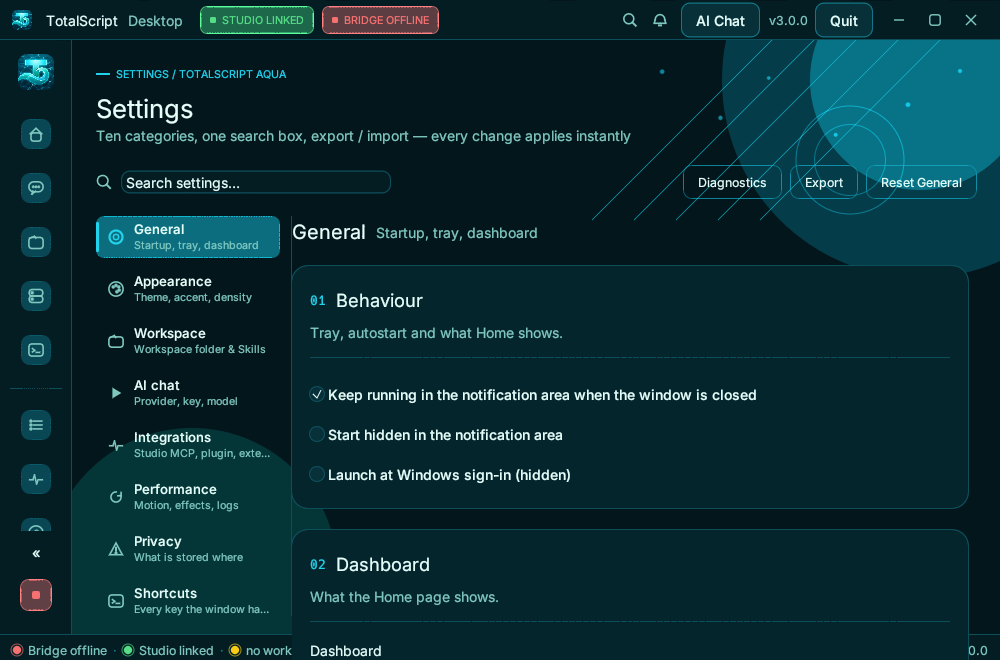 TotalScript Desktop STUDIO LINKED BRIDGE OFFLINE AI Chat v3.0.0 Quit
SETTINGS / TOTALSCRIPT AQUA
Settings
Ten categories, one search box, export / import — every change applies instantly
Search settings... Diagnostics Export Reset General
General
Startup, tray, dashboard
Appearance
Theme, accent, density
Workspace
Workspace folder & Skills
AI chat
Provider, key, model
Integrations
Studio MCP, plugin, exte...
Performance
Motion, effects, logs
Privacy
What is stored where
Shortcuts
Every key the window ha...
General Startup, tray, dashboard
01 Behaviour
Tray, autostart and what Home shows.
Keep running in the notification area when the window is closed
Start hidden in the notification area
Launch at Windows sign-in (hidden)
02 Dashboard
What the Home page shows.
Dashboard
«
Bridge offline · Studio linked · no work
0.0